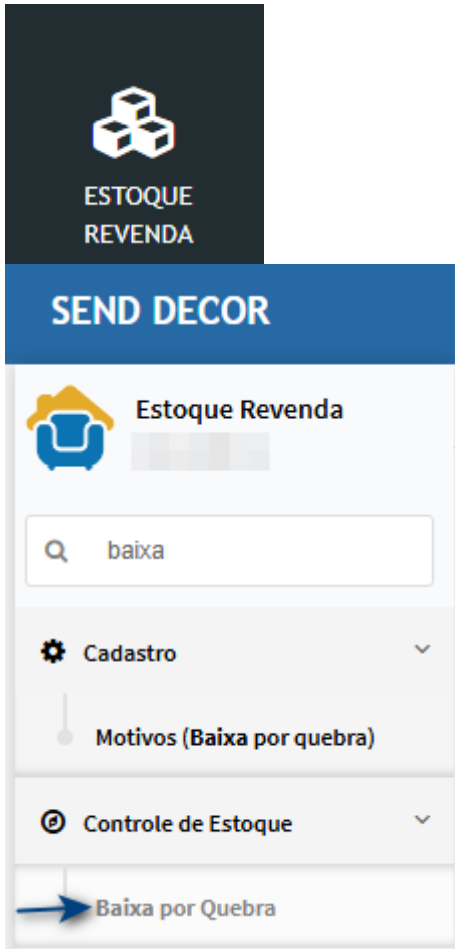 ESTOQUE
REVENDA
SEND DECOR
Estoque Revenda
baixa
Cadastro
Motivos (Baixa por quebra)
Controle de Estoque
Baixa por Quebra